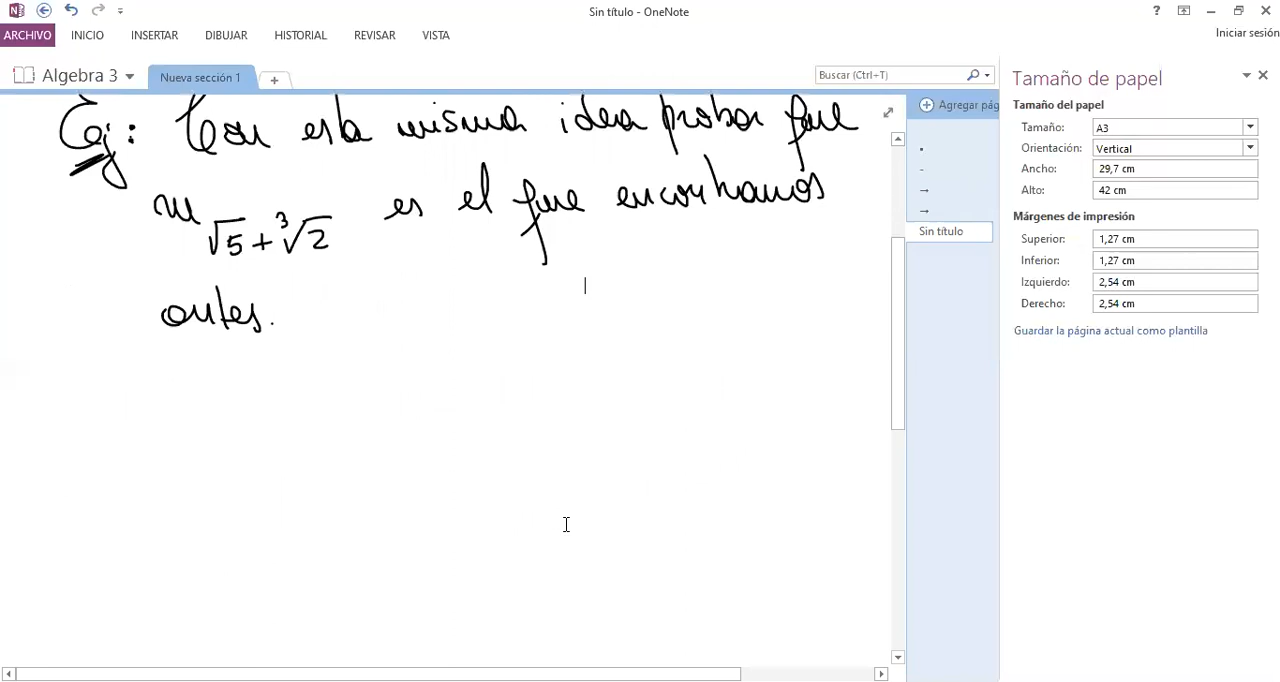 Sin título - OneNote
ARCHIVO INICIO INSERTAR DIBUJAR HISTORIAL REVISAR VISTA
Iniciar sesión
Algebra 3
Nueva sección 1
Buscar (Ctrl+T)
Agregar pág
Sin título
Ej: Con esta misma idea probar que
m √5 + ∛2 es el que encontramos
antes.
Tamaño de papel
Tamaño del papel
Tamaño: A3
Orientación: Vertical
Ancho: 29,7 cm
Alto: 42 cm
Márgenes de impresión
Superior: 1,27 cm
Inferior: 1,27 cm
Izquierdo: 2,54 cm
Derecho: 2,54 cm
Guardar la página actual como plantilla